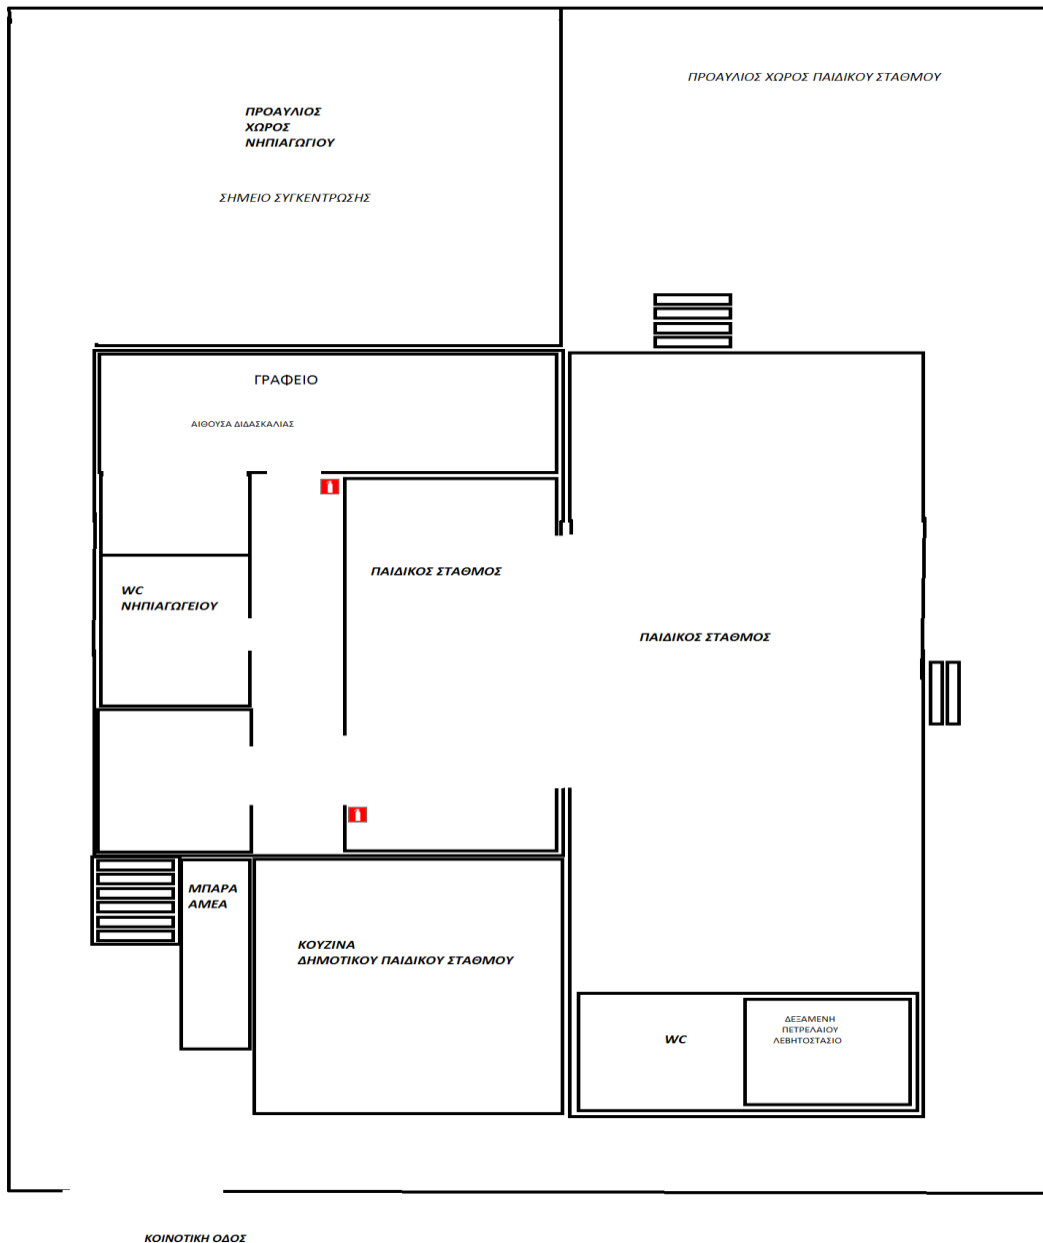 ΠΡΟΑΥΛΙΟΣ ΧΩΡΟΣ ΠΑΙΔΙΚΟΥ ΣΤΑΘΜΟΥ
ΠΡΟΑΥΛΙΟΣ
ΧΩΡΟΣ
ΝΗΠΙΑΓΩΓΙΟΥ
ΣΗΜΕΙΟ ΣΥΓΚΕΝΤΡΩΣΗΣ
ΓΡΑΦΕΙΟ
ΑΙΘΟΥΣΑ ΔΙΔΑΣΚΑΛΙΑΣ
ΠΑΙΔΙΚΟΣ ΣΤΑΘΜΟΣ
WC
ΝΗΠΙΑΓΩΓΕΙΟΥ
ΠΑΙΔΙΚΟΣ ΣΤΑΘΜΟΣ
ΜΠΑΡΑ
ΑΜΕΑ
ΚΟΥΖΙΝΑ
ΔΗΜΟΤΙΚΟΥ ΠΑΙΔΙΚΟΥ ΣΤΑΘΜΟΥ
WC
ΔΕΞΑΜΕΝΗ
ΠΕΤΡΕΛΑΙΟΥ
ΛΕΒΗΤΟΣΤΑΣΙΟ
ΚΟΙΝΟΤΙΚΗ ΟΔΟΣ